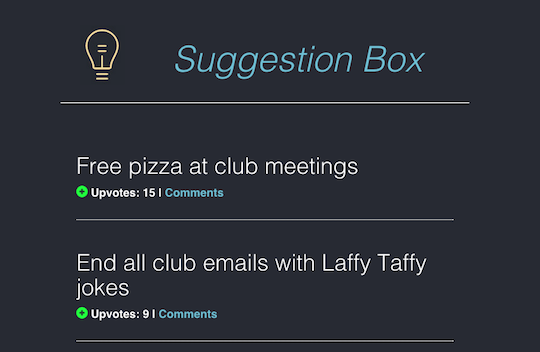 Suggestion Box
Free pizza at club meetings
Upvotes: 15 | Comments
End all club emails with Laffy Taffy
jokes
Upvotes: 9 | Comments